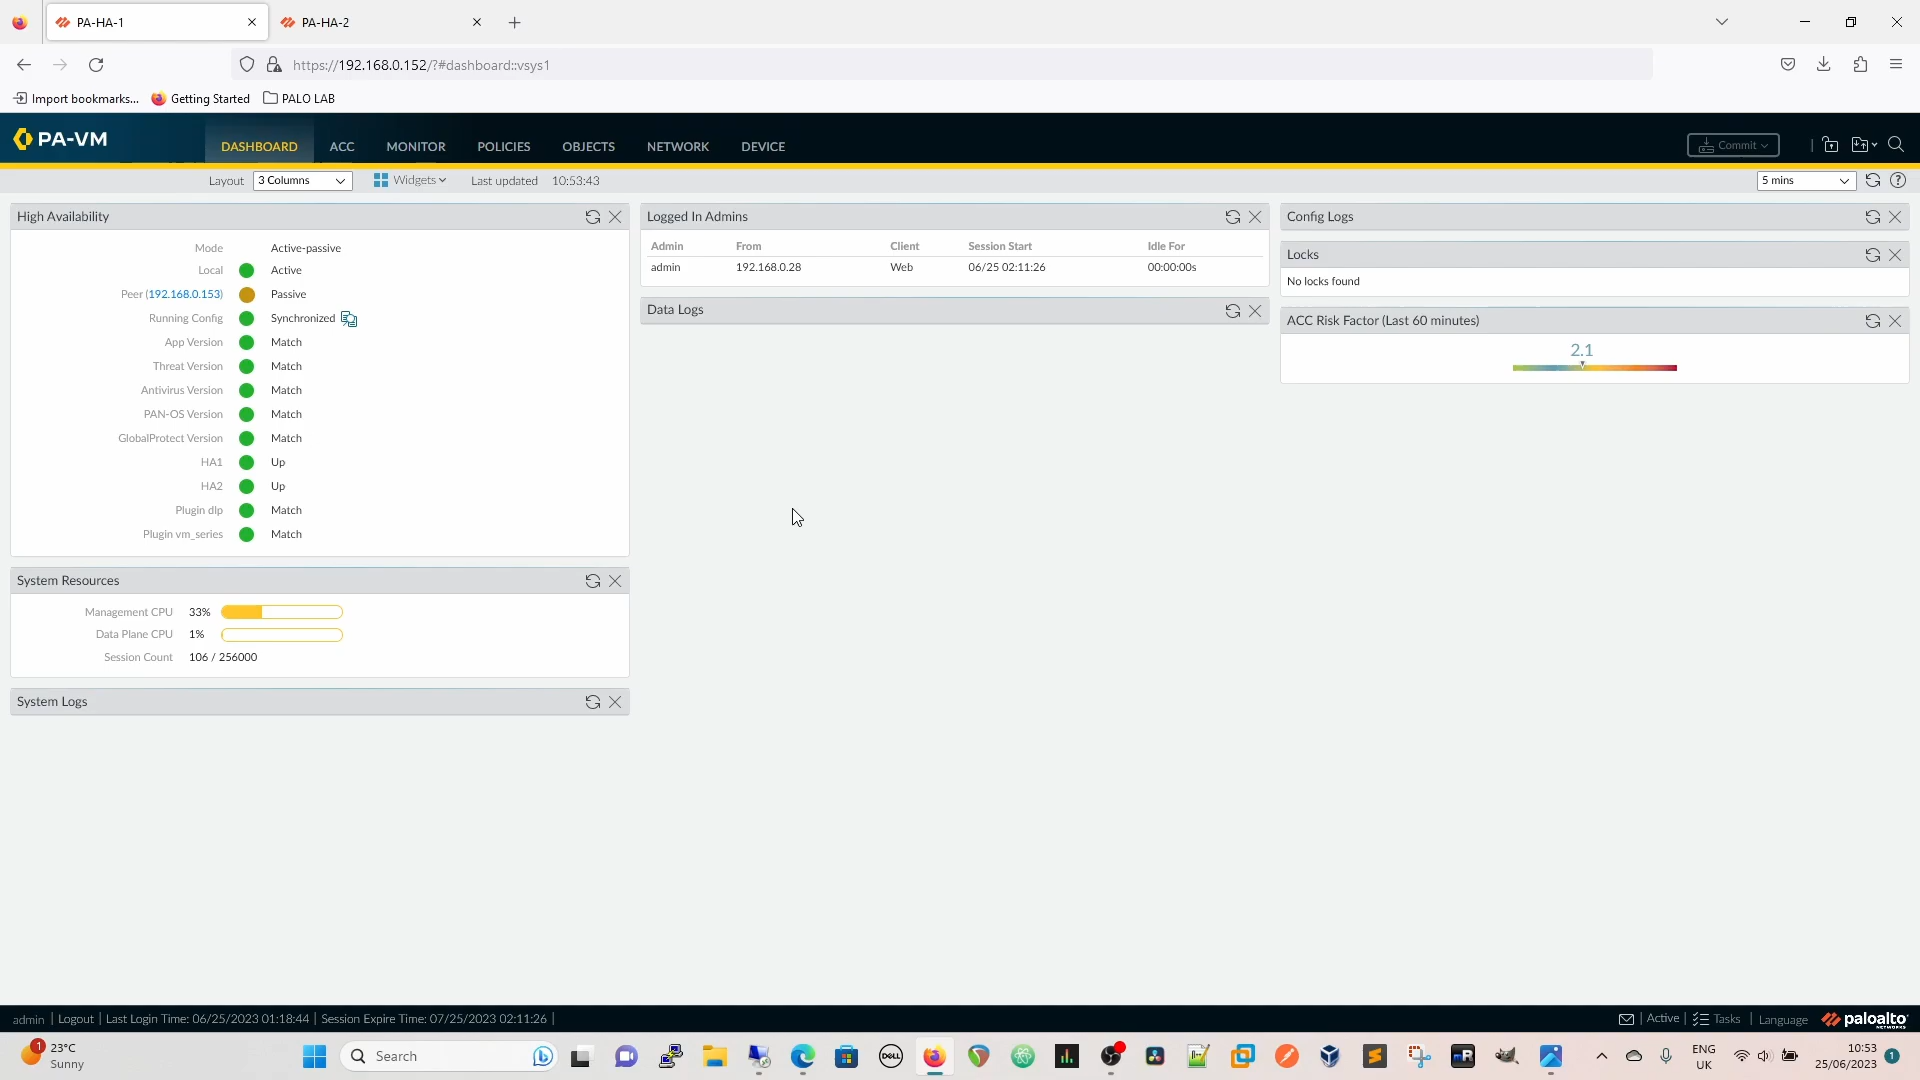 PA-HA-1
PA-HA-2
https://192.168.0.152/?#dashboard::vsys1
Import bookmarks...
Getting Started
PALO LAB
PA-VM
DASHBOARD
ACC
MONITOR
POLICIES
OBJECTS
NETWORK
DEVICE
Commit
Layout
3 Columns
Widgets
Last updated 10:53:43
5 mins
High Availability
Mode Active-passive
Local Active
Peer (192.168.0.153) Passive
Running Config Synchronized
App Version Match
Threat Version Match
Antivirus Version Match
PAN-OS Version Match
GlobalProtect Version Match
HA1 Up
HA2 Up
Plugin dlp Match
Plugin vm_series Match
System Resources
Management CPU 33%
Data Plane CPU 1%
Session Count 106 / 256000
System Logs
Logged In Admins
Admin From Client Session Start Idle For
admin 192.168.0.28 Web 06/25 02:11:26 00:00:00s
Data Logs
Config Logs
Locks
No locks found
ACC Risk Factor (Last 60 minutes)
2.1
admin | Logout | Last Login Time: 06/25/2023 01:18:44 | Session Expire Time: 07/25/2023 02:11:26 |
| Active | Tasks | Language
paloalto
NETWORKS
1
23°C
Sunny
Search
DELL
mR
ENG
UK
10:53
25/06/2023
1